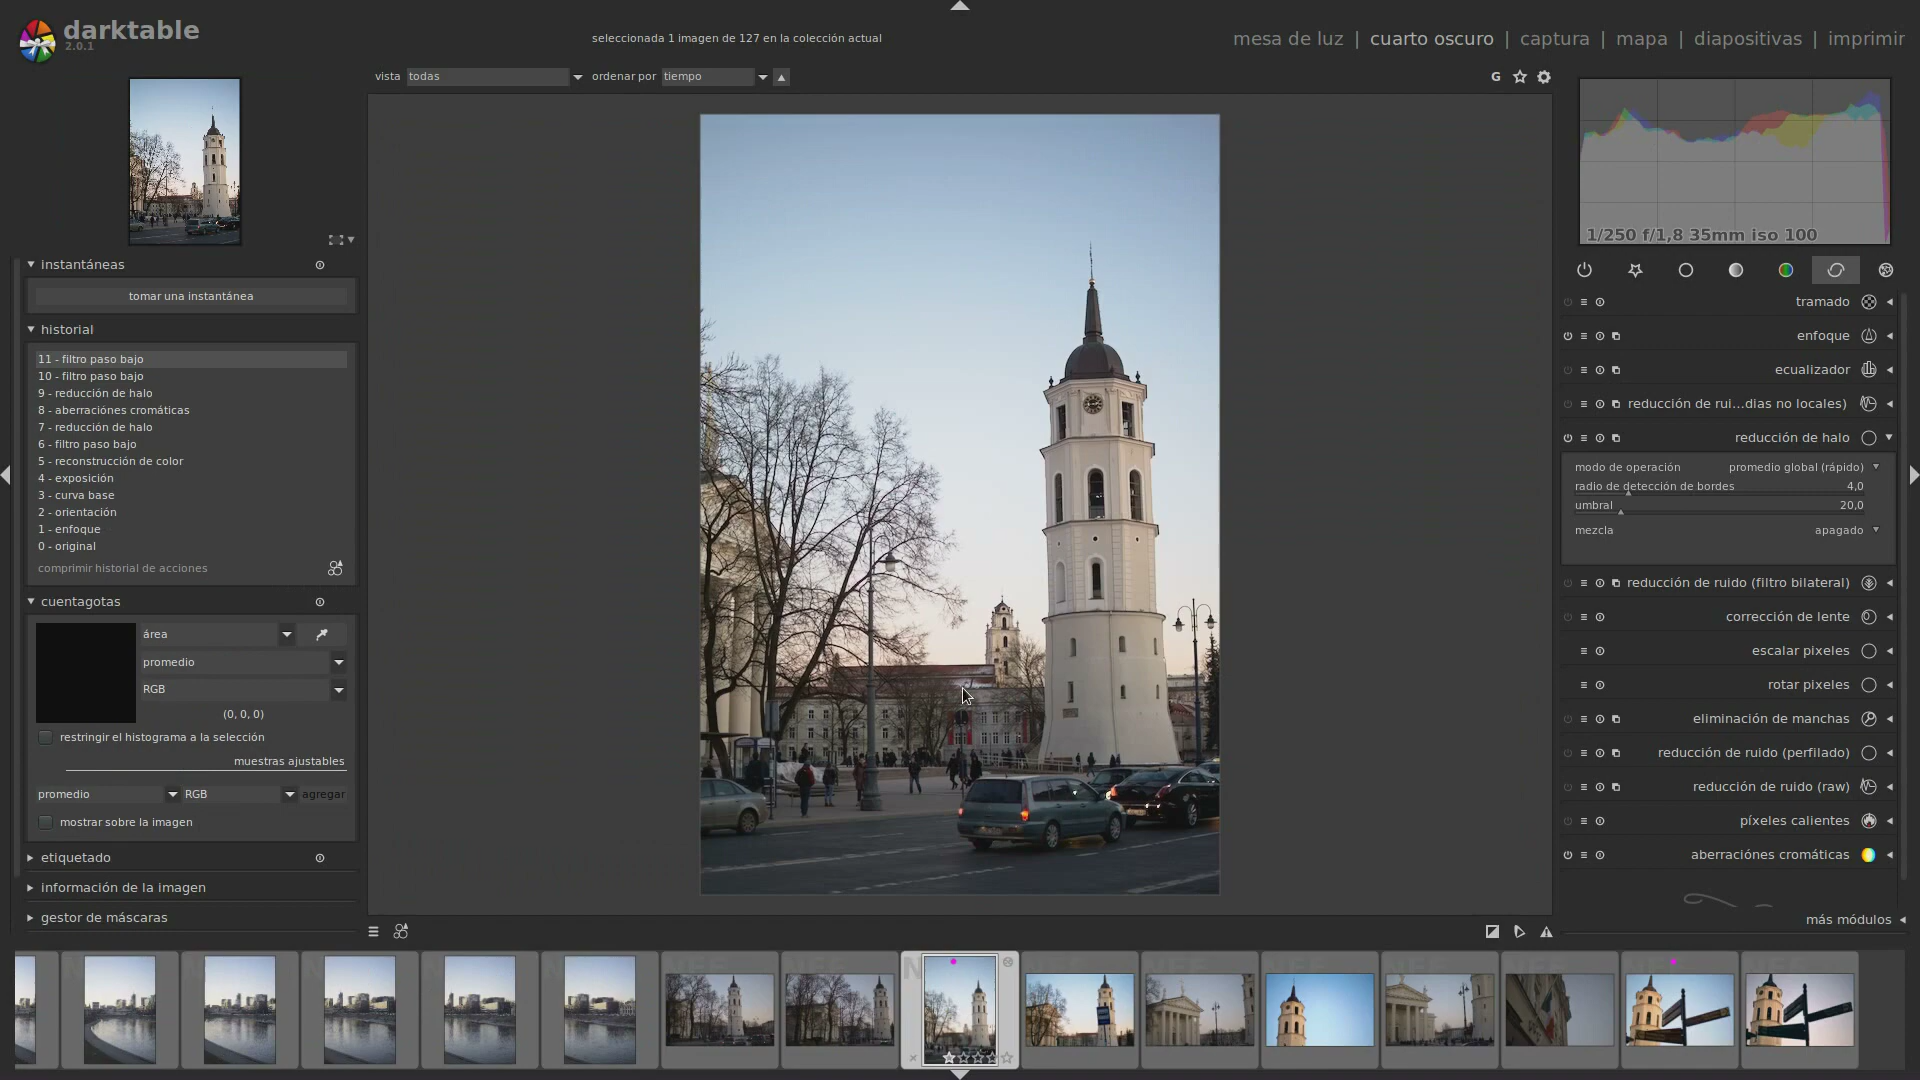 darktable
2.0.1
seleccionada 1 imagen de 127 en la colección actual
mesa de luz | cuarto oscuro | captura | mapa | diapositivas | imprimir
vista todas ordenar por tiempo
G
1/250 f/1,8 35mm iso 100
instantáneas
tomar una instantánea
historial
11 - filtro paso bajo
10 - filtro paso bajo
9 - reducción de halo
8 - aberraciónes cromáticas
7 - reducción de halo
6 - filtro paso bajo
5 - reconstrucción de color
4 - exposición
3 - curva base
2 - orientación
1 - enfoque
0 - original
comprimir historial de acciones
cuentagotas
área
promedio
RGB
(0, 0, 0)
restringir el histograma a la selección
muestras ajustables
promedio RGB agregar
mostrar sobre la imagen
etiquetado
información de la imagen
gestor de máscaras
tramado
enfoque
ecualizador
reducción de rui...dias no locales)
reducción de halo
modo de operación promedio global (rápido)
radio de detección de bordes 4,0
umbral 20,0
mezcla apagado
reducción de ruido (filtro bilateral)
corrección de lente
escalar pixeles
rotar pixeles
eliminación de manchas
reducción de ruido (perfilado)
reducción de ruido (raw)
píxeles calientes
aberraciónes cromáticas
más módulos